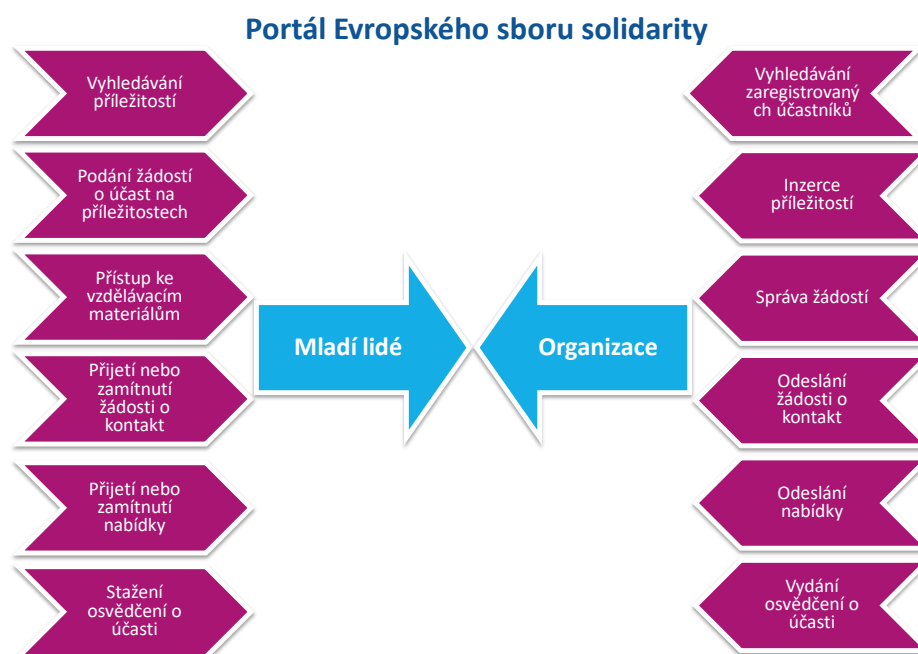 Portál Evropského sboru solidarity
Vyhledávání
příležitostí
Podání žádostí
o účast na
příležitostech
Přístup ke
vzdělávacím
materiálům
Přijetí nebo
zamítnutí
žádosti o
kontakt
Přijetí nebo
zamítnutí
nabídky
Stažení
osvědčení o
účasti
Mladí lidé
Organizace
Vyhledávání
zaregistrovaný
ch účastníků
Inzerce
příležitostí
Správa žádostí
Odeslání
žádosti o
kontakt
Odeslání
nabídky
Vydání
osvědčení o
účasti